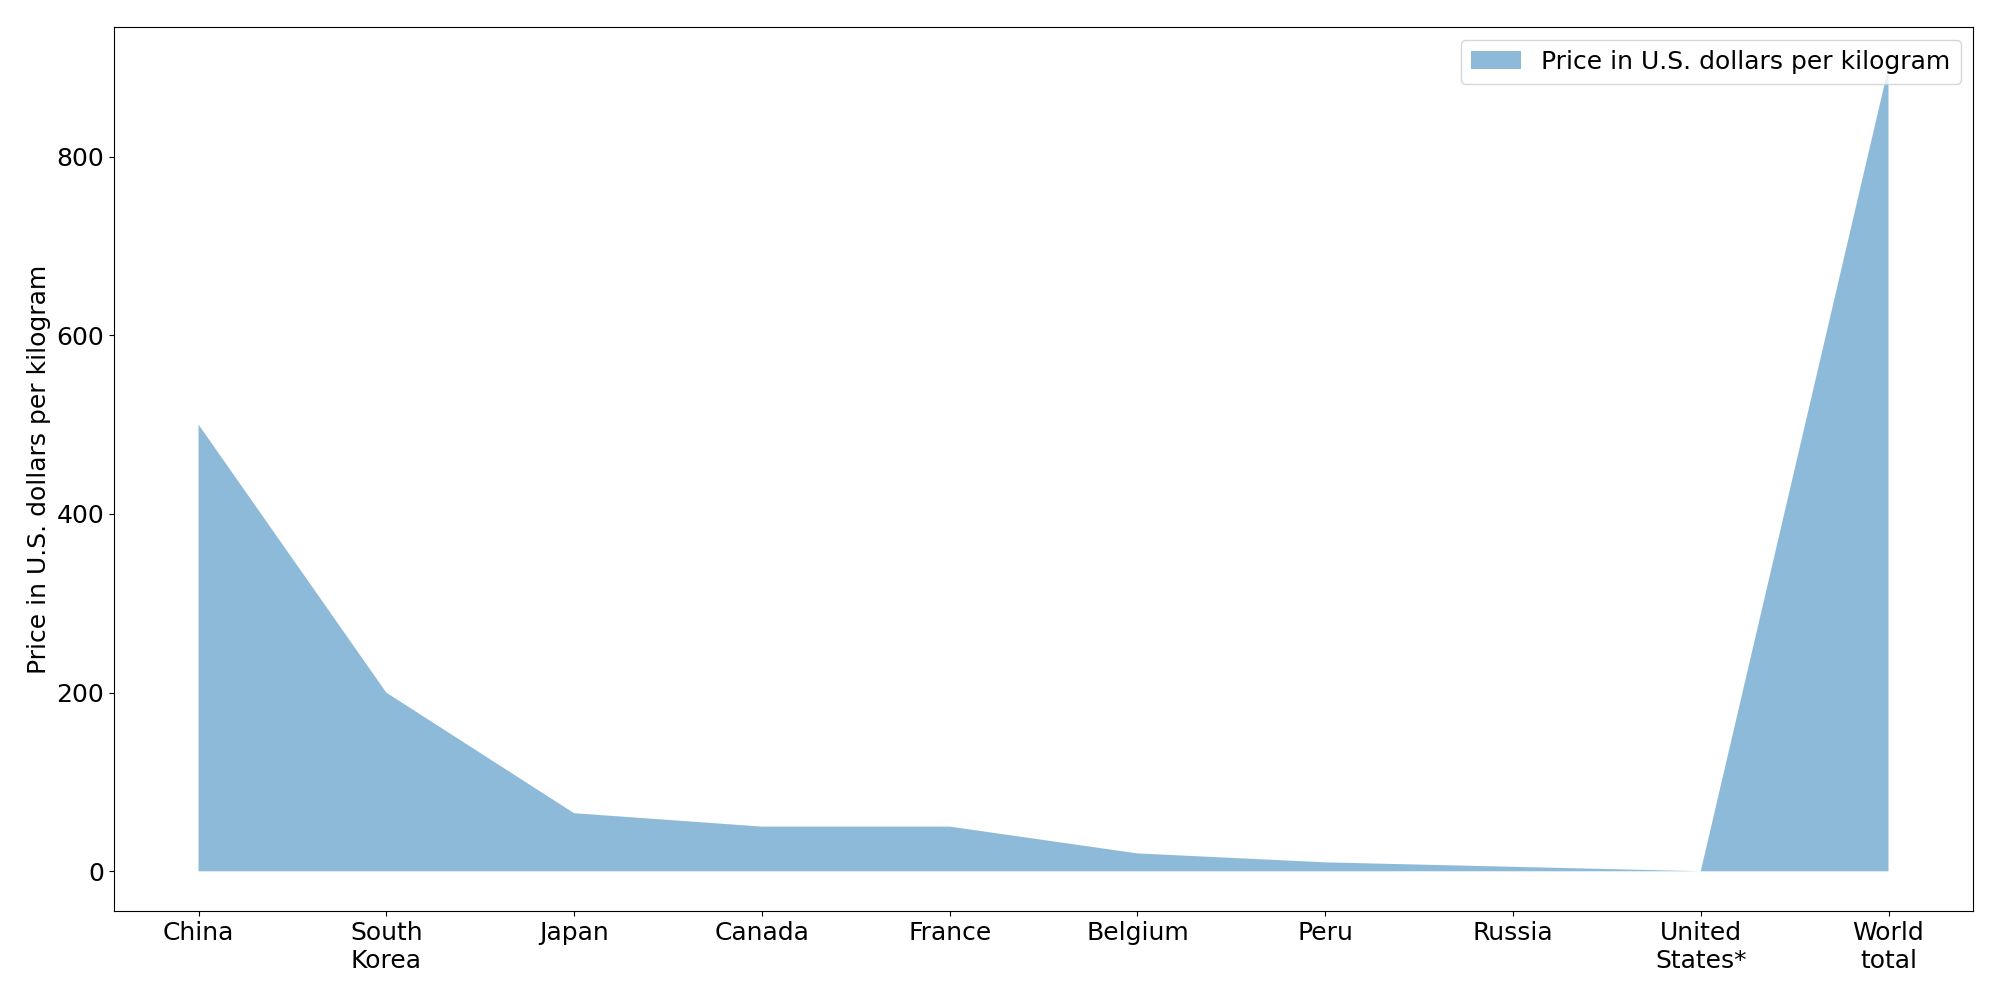 Price in U.S. dollars per kilogram
Price in U.S. dollars per kilogram
800
600
400
200
0
China
South
Korea
Japan
Canada
France
Belgium
Peru
Russia
United
States*
World
total